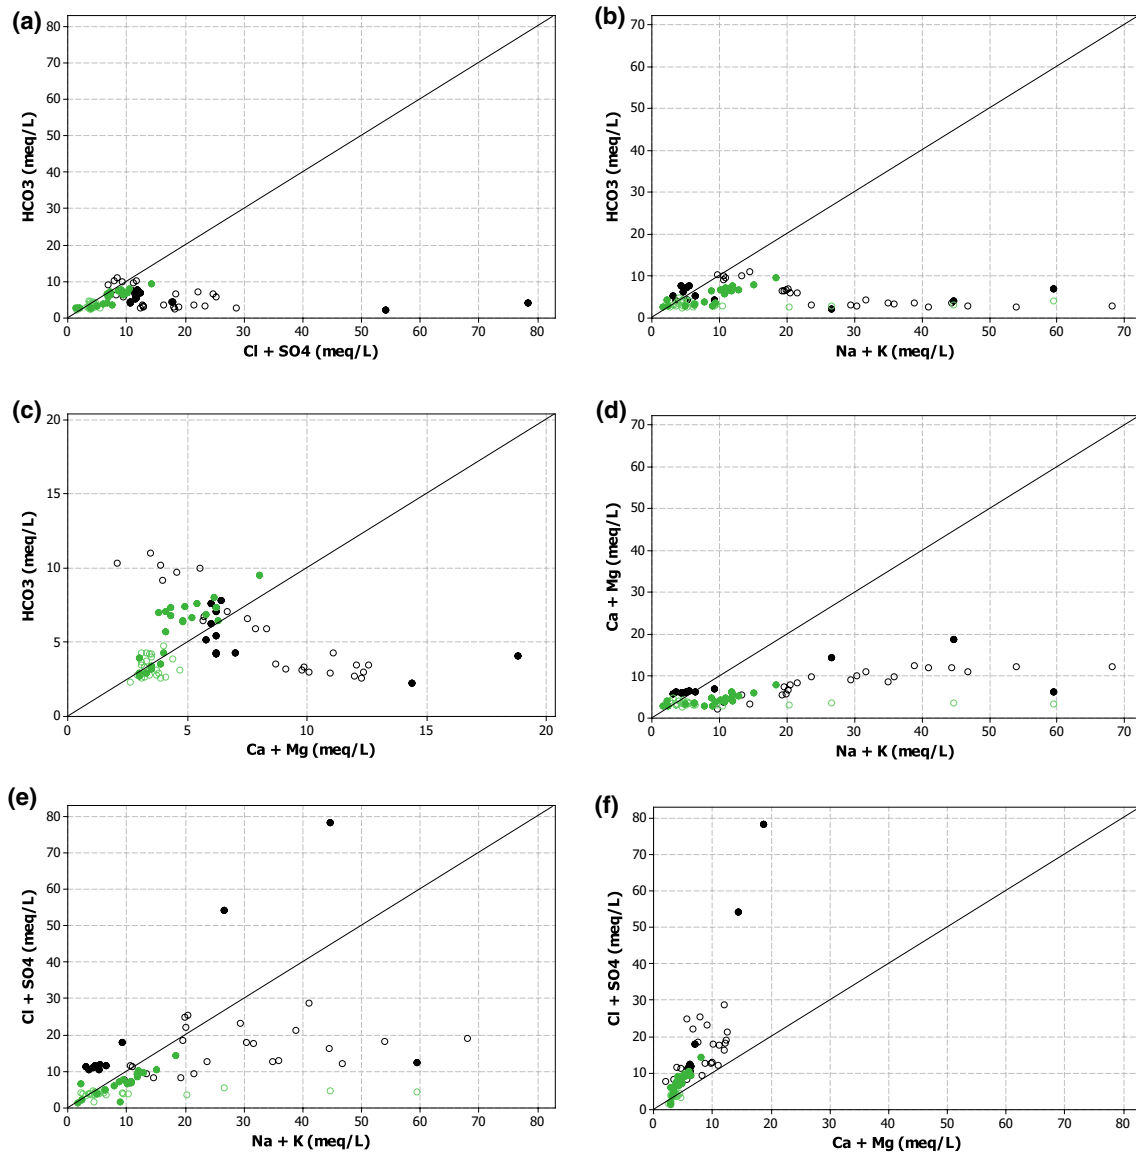 (a)
80
70
60
50
40
30
20
10
0
HCO3 (meq/L)
0 10 20 30 40 50 60 70 80
Cl + SO4 (meq/L)
(b)
70
60
50
40
30
20
10
0
HCO3 (meq/L)
0 10 20 30 40 50 60 70
Na + K (meq/L)
(c)
20
15
10
5
0
HCO3 (meq/L)
0 5 10 15 20
Ca + Mg (meq/L)
(d)
70
60
50
40
30
20
10
0
Ca + Mg (meq/L)
0 10 20 30 40 50 60 70
Na + K (meq/L)
(e)
80
70
60
50
40
30
20
10
0
Cl + SO4 (meq/L)
0 10 20 30 40 50 60 70 80
Na + K (meq/L)
(f)
80
70
60
50
40
30
20
10
0
Cl + SO4 (meq/L)
0 10 20 30 40 50 60 70 80
Ca + Mg (meq/L)